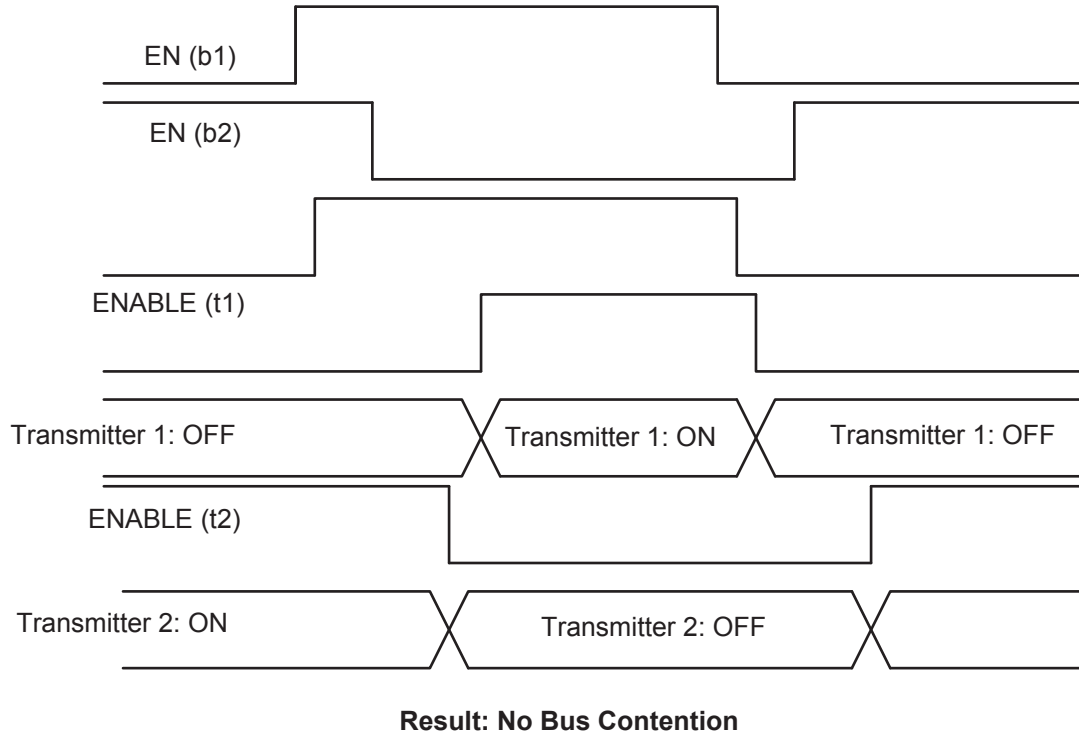 EN (b1)
EN (b2)
ENABLE (t1)
Transmitter 1: OFF
Transmitter 1: ON
Transmitter 1: OFF
ENABLE (t2)
Transmitter 2: ON
Transmitter 2: OFF
Result: No Bus Contention